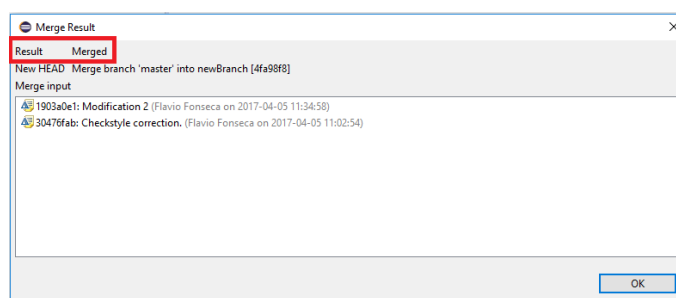 Merge Result
Result Merged
New HEAD Merge branch 'master' into newBranch [4fa98f8]
Merge input
1903a0e1: Modification 2 (Flavio Fonseca on 2017-04-05 11:34:58)
30476fab: Checkstyle correction. (Flavio Fonseca on 2017-04-05 11:02:54)
OK